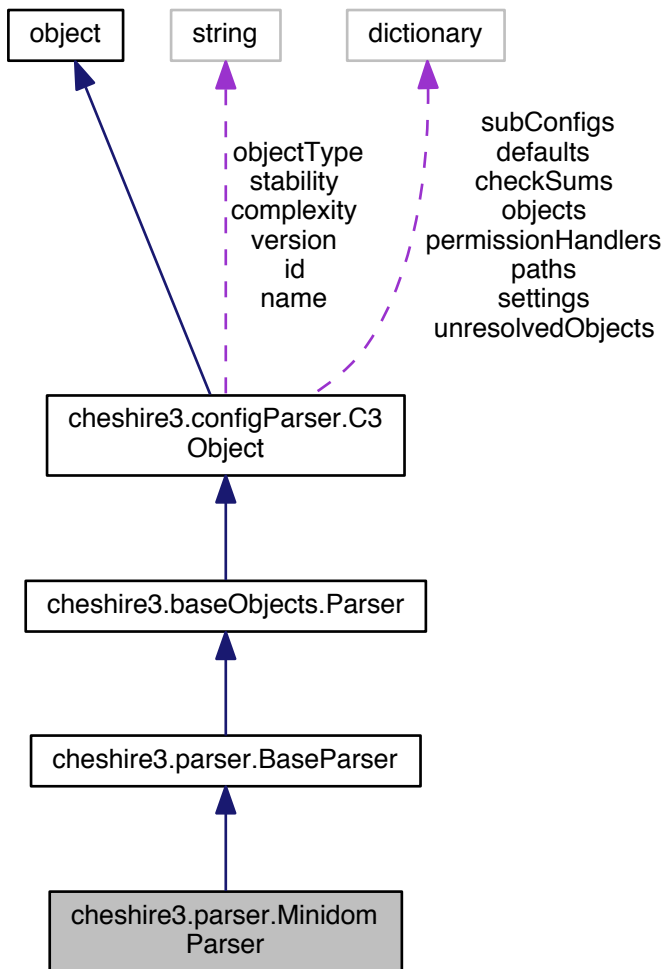 object
string
dictionary
objectType
stability
complexity
version
id
name
subConfigs
defaults
checkSums
objects
permissionHandlers
paths
settings
unresolvedObjects
cheshire3.configParser.C3
Object
cheshire3.baseObjects.Parser
cheshire3.parser.BaseParser
cheshire3.parser.Minidom
Parser